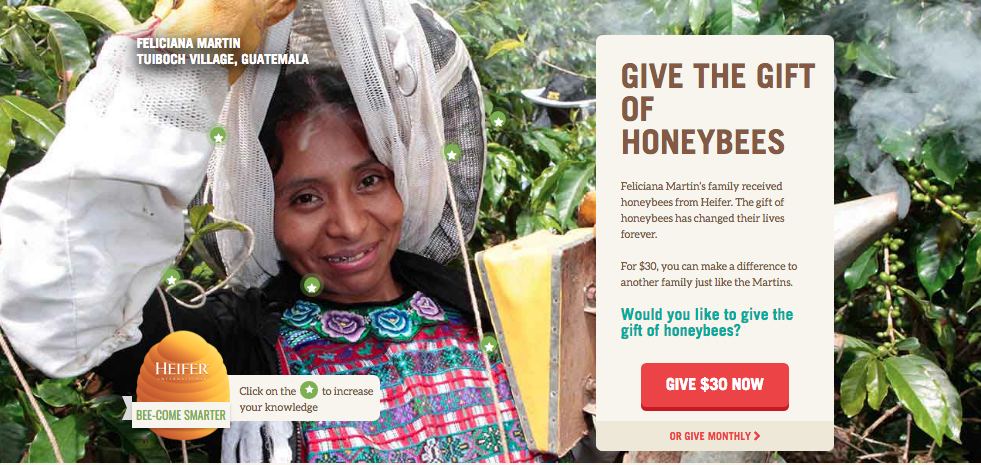 FELICIANA MARTIN
TUIBOCH VILLAGE, GUATEMALA
GIVE THE GIFT
OF
HONEYBEES
Feliciana Martin's family received
honeybees from Heifer. The gift of
honeybees has changed their lives
forever.
For $30, you can make a difference to
another family just like the Martins.
Would you like to give the
gift of honeybees?
GIVE $30 NOW
OR GIVE MONTHLY
HEIFER
INTERNATIONAL
BEE-COME SMARTER
Click on the to increase
your knowledge